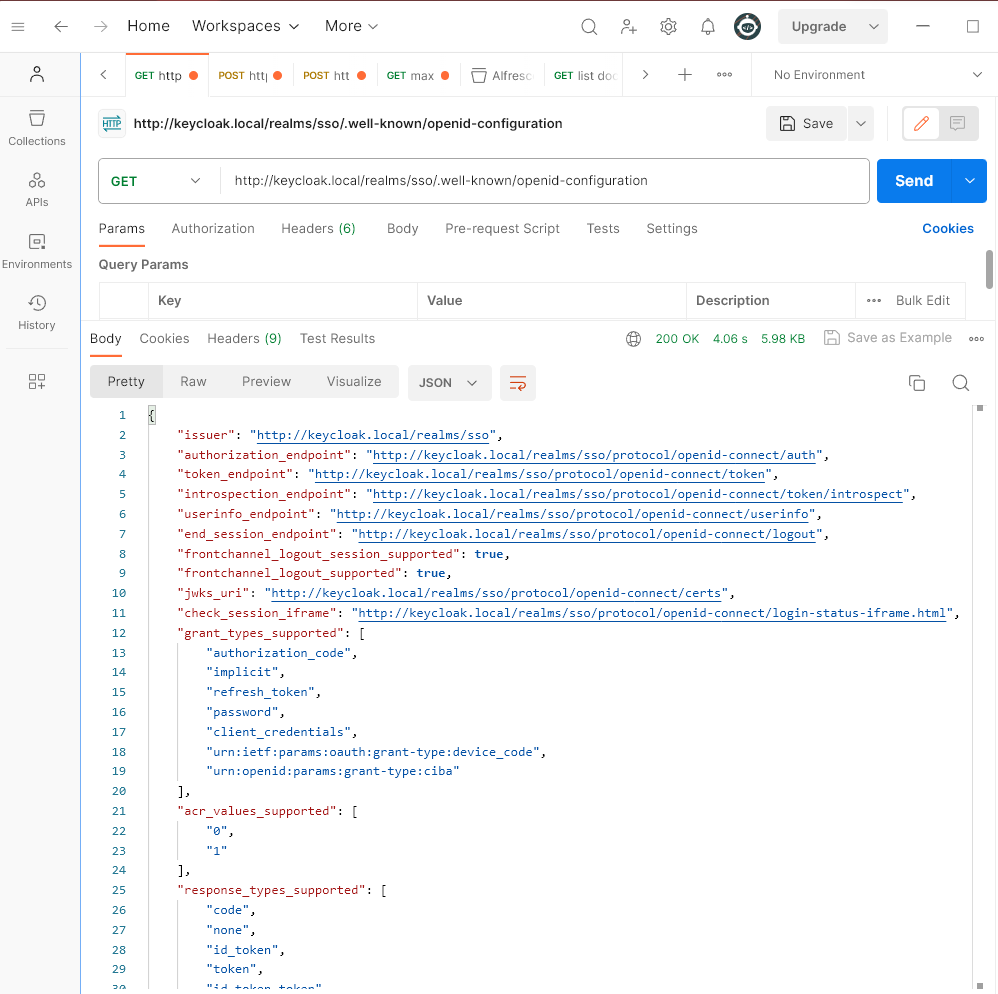 Home Workspaces More Upgrade
GET http POST http POST htt GET max Alfresc GET list doc No Environment
HTTP http://keycloak.local/realms/sso/.well-known/openid-configuration Save
Collections
GET http://keycloak.local/realms/sso/.well-known/openid-configuration Send
APIs
Params Authorization Headers (6) Body Pre-request Script Tests Settings Cookies
Environments
Query Params
Key Value Description Bulk Edit
History
Body Cookies Headers (9) Test Results 200 OK 4.06 s 5.98 KB Save as Example
Pretty Raw Preview Visualize JSON
1 {
2 "issuer": "http://keycloak.local/realms/sso",
3 "authorization_endpoint": "http://keycloak.local/realms/sso/protocol/openid-connect/auth",
4 "token_endpoint": "http://keycloak.local/realms/sso/protocol/openid-connect/token",
5 "introspection_endpoint": "http://keycloak.local/realms/sso/protocol/openid-connect/token/introspect",
6 "userinfo_endpoint": "http://keycloak.local/realms/sso/protocol/openid-connect/userinfo",
7 "end_session_endpoint": "http://keycloak.local/realms/sso/protocol/openid-connect/logout",
8 "frontchannel_logout_session_supported": true,
9 "frontchannel_logout_supported": true,
10 "jwks_uri": "http://keycloak.local/realms/sso/protocol/openid-connect/certs",
11 "check_session_iframe": "http://keycloak.local/realms/sso/protocol/openid-connect/login-status-iframe.html",
12 "grant_types_supported": [
13 "authorization_code",
14 "implicit",
15 "refresh_token",
16 "password",
17 "client_credentials",
18 "urn:ietf:params:oauth:grant-type:device_code",
19 "urn:openid:params:grant-type:ciba"
20 ],
21 "acr_values_supported": [
22 "0",
23 "1"
24 ],
25 "response_types_supported": [
26 "code",
27 "none",
28 "id_token",
29 "token",
30 "id_token token"